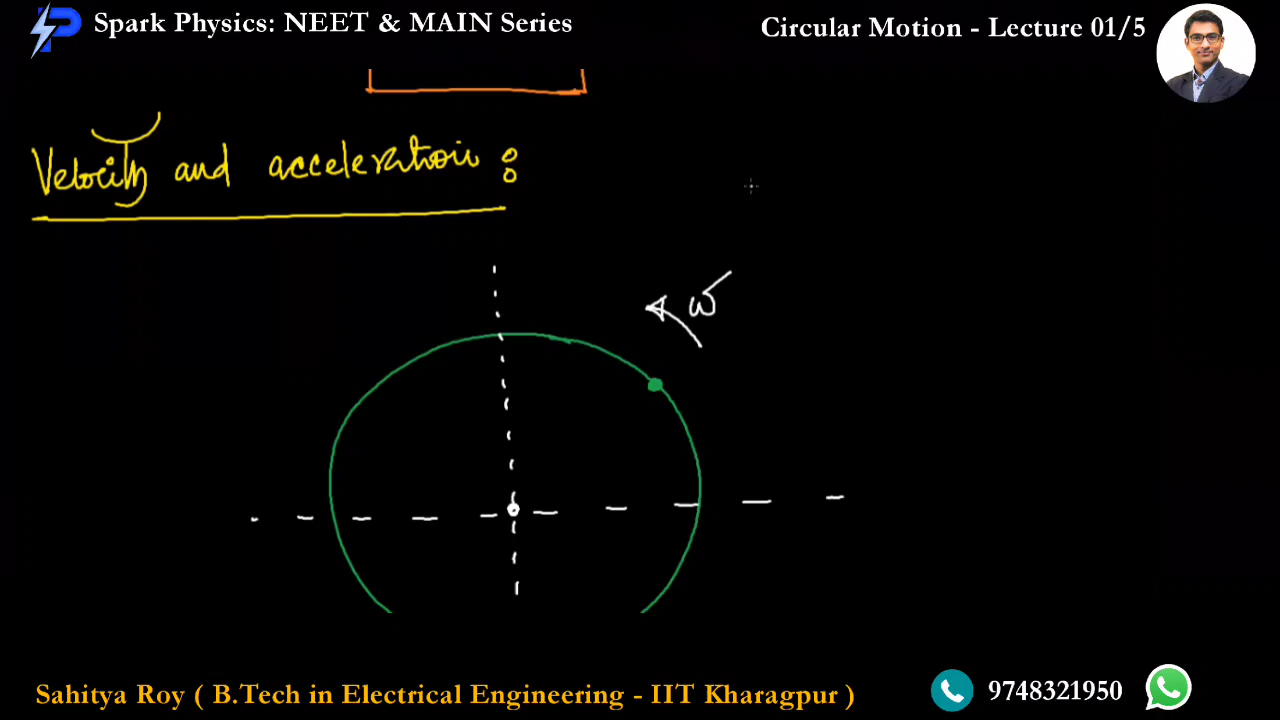 Spark Physics: NEET & MAIN Series
Circular Motion - Lecture 01/5
Velocity and acceleration :
ω
Sahitya Roy ( B.Tech in Electrical Engineering - IIT Kharagpur )
9748321950